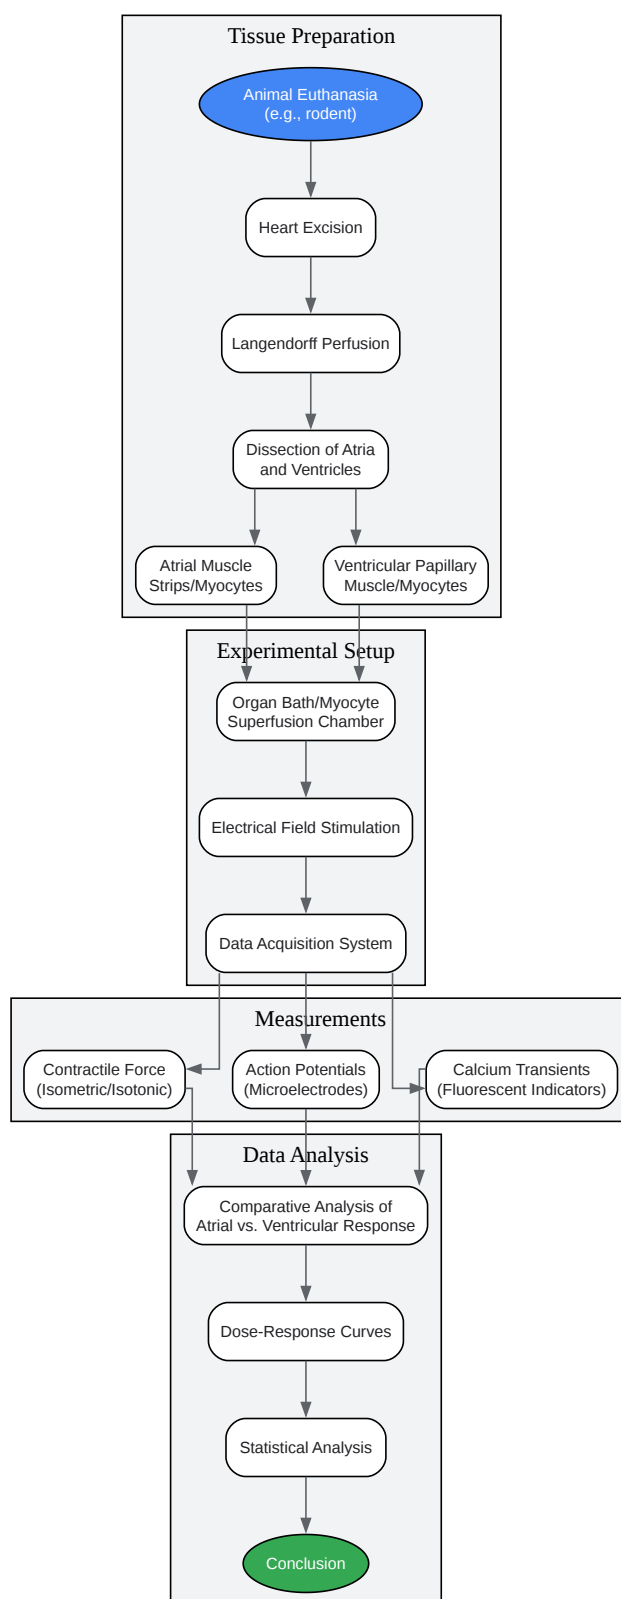 Tissue Preparation
Animal Euthanasia
(e.g., rodent)
Heart Excision
Langendorff Perfusion
Dissection of Atria
and Ventricles
Atrial Muscle
Strips/Myocytes
Ventricular Papillary
Muscle/Myocytes
Experimental Setup
Organ Bath/Myocyte
Superfusion Chamber
Electrical Field Stimulation
Data Acquisition System
Measurements
Contractile Force
(Isometric/Isotonic)
Action Potentials
(Microelectrodes)
Calcium Transients
(Fluorescent Indicators)
Data Analysis
Comparative Analysis of
Atrial vs. Ventricular Response
Dose-Response Curves
Statistical Analysis
Conclusion